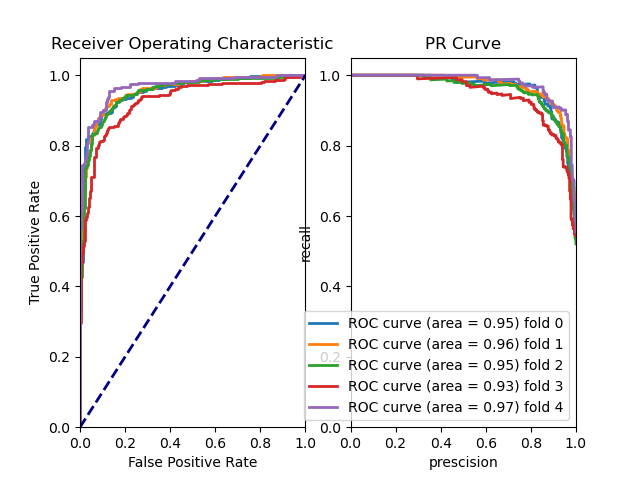 Receiver Operating Characteristic
1.0
0.8
0.6
0.4
0.2
0.0
True Positive Rate
0.0 0.2 0.4 0.6 0.8 1.0
False Positive Rate
PR Curve
1.0
0.8
0.6
0.4
0.2
0.0
recall
ROC curve (area = 0.95) fold 0
ROC curve (area = 0.96) fold 1
ROC curve (area = 0.95) fold 2
ROC curve (area = 0.93) fold 3
ROC curve (area = 0.97) fold 4
0.0 0.2 0.4 0.6 0.8 1.0
prescision